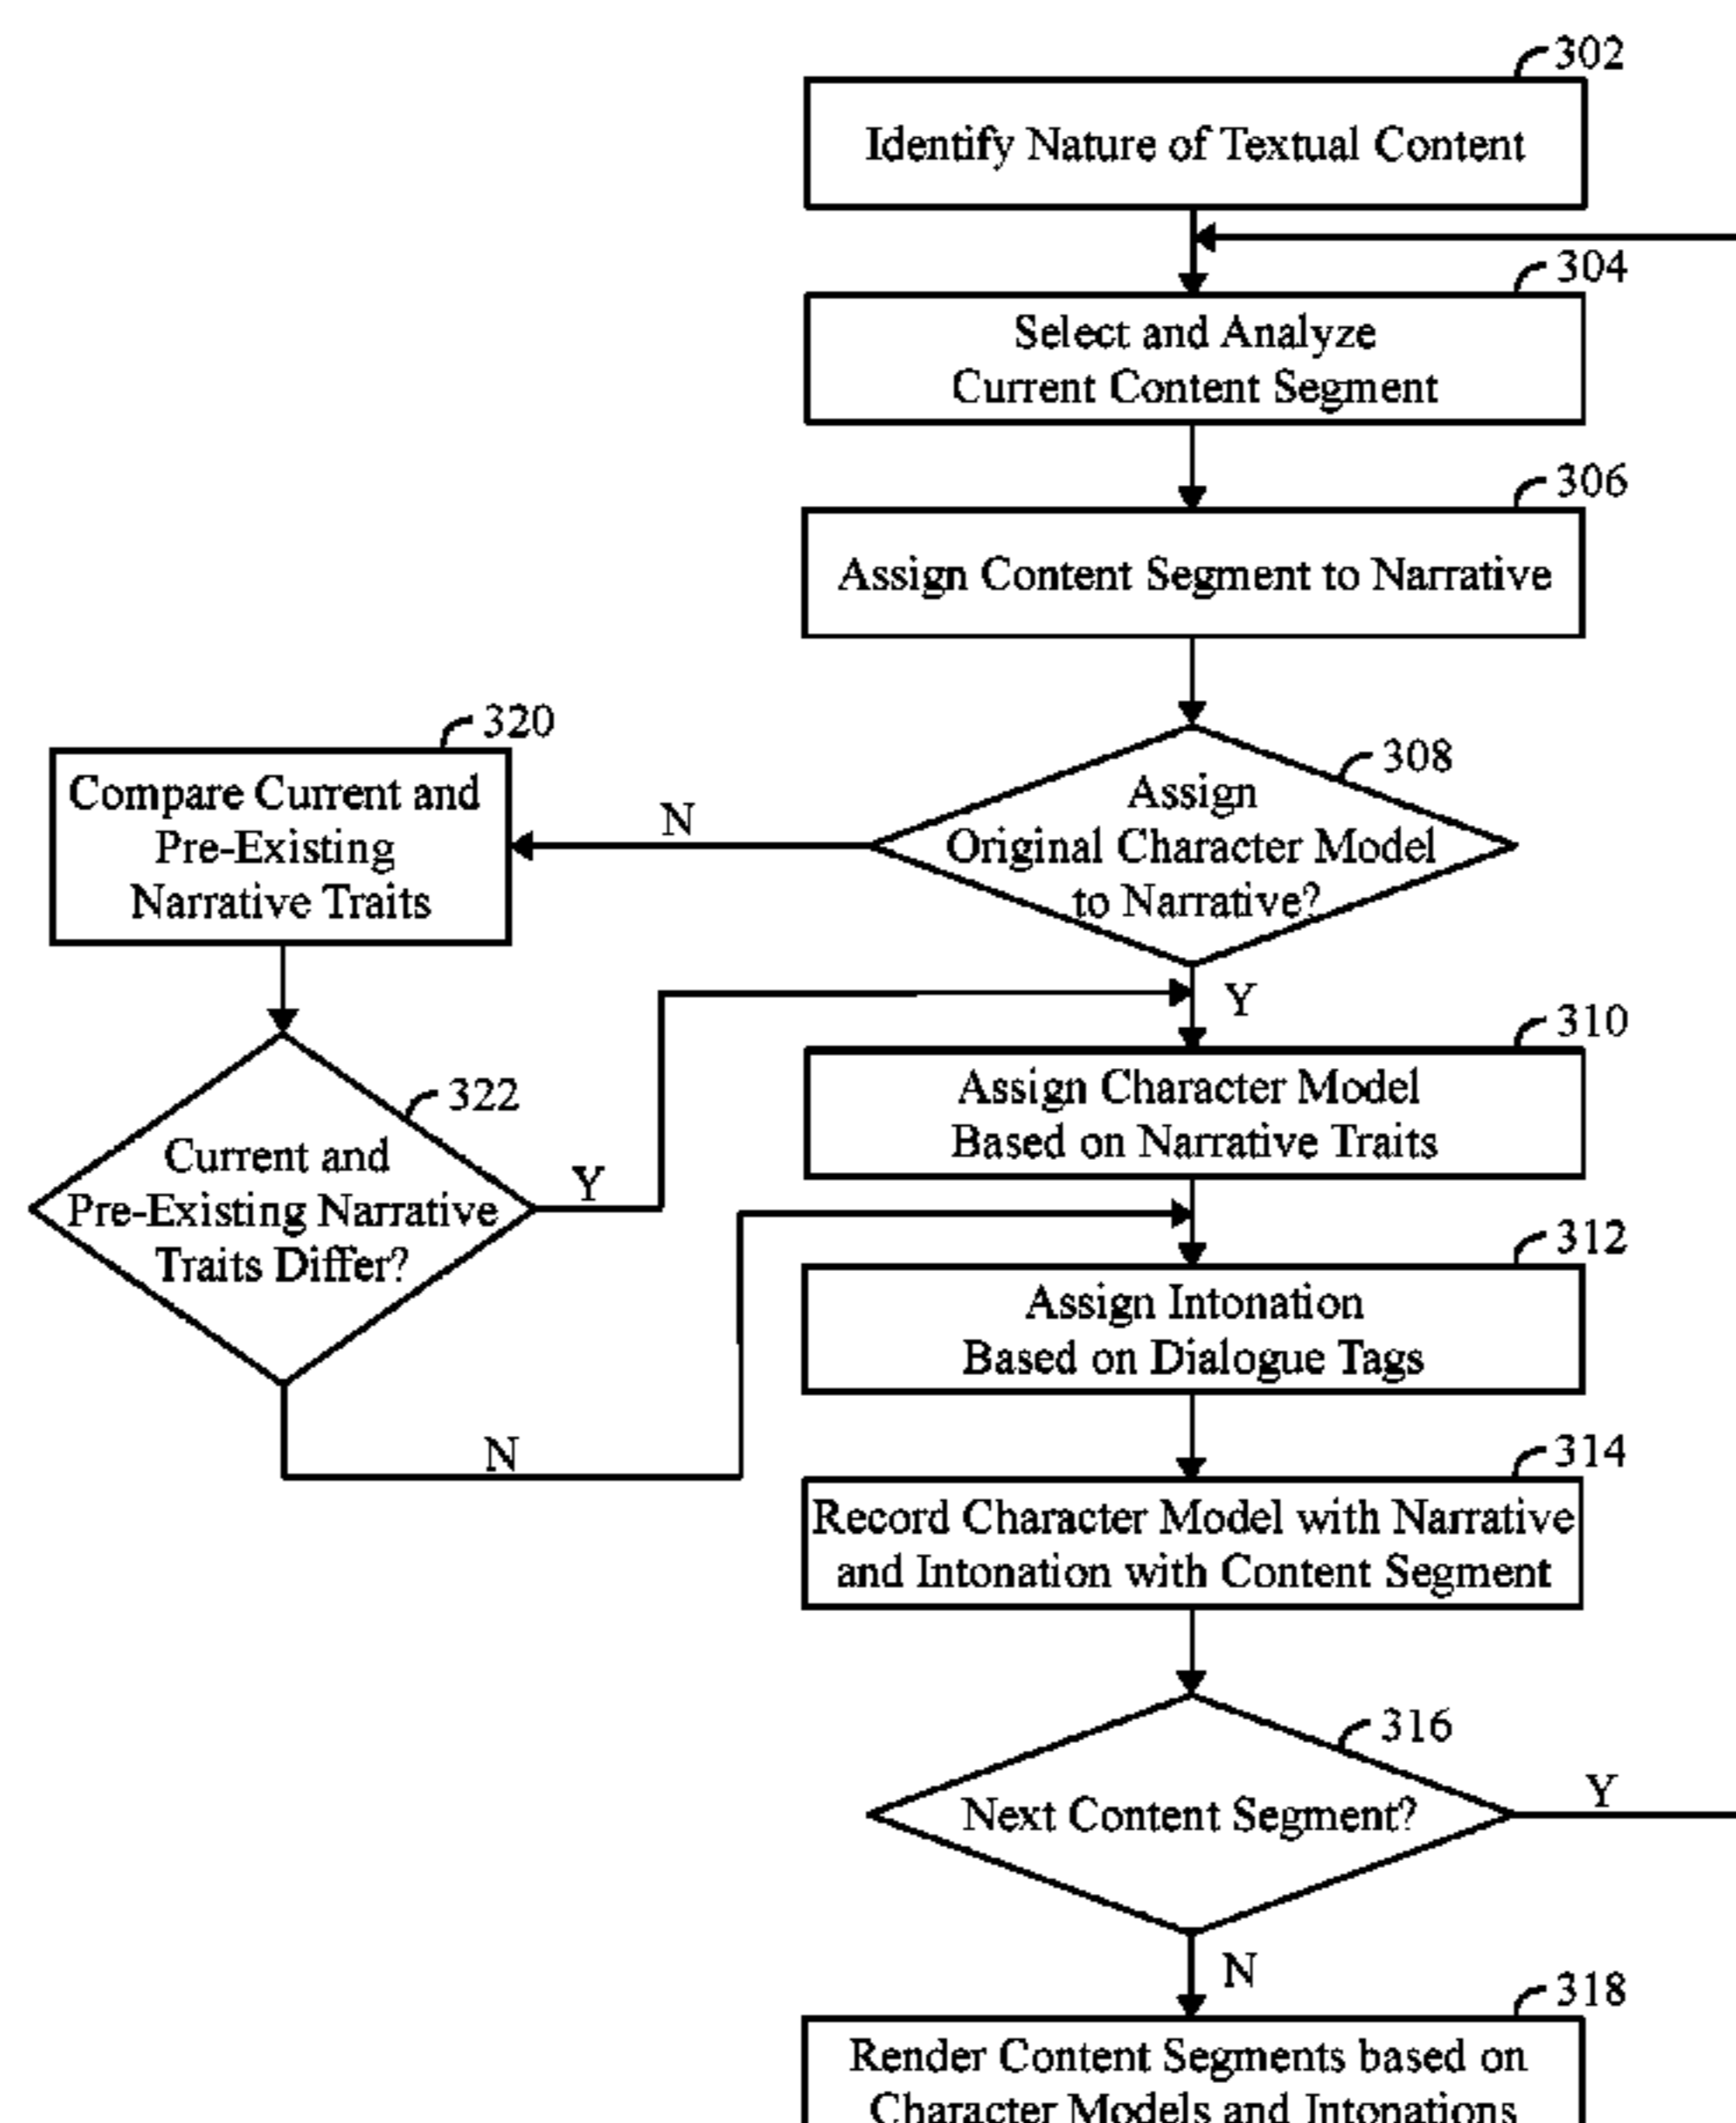 302
Identify Nature of Textual Content
304
Select and Analyze
Current Content Segment
306
Assign Content Segment to Narrative
308
Assign
Original Character Model
to Narrative?
N
Y
320
Compare Current and
Pre-Existing
Narrative Traits
322
Current and
Pre-Existing Narrative
Traits Differ?
Y
N
310
Assign Character Model
Based on Narrative Traits
312
Assign Intonation
Based on Dialogue Tags
314
Record Character Model with Narrative
and Intonation with Content Segment
316
Next Content Segment?
Y
N
318
Render Content Segments based on
Character Models and Intonations